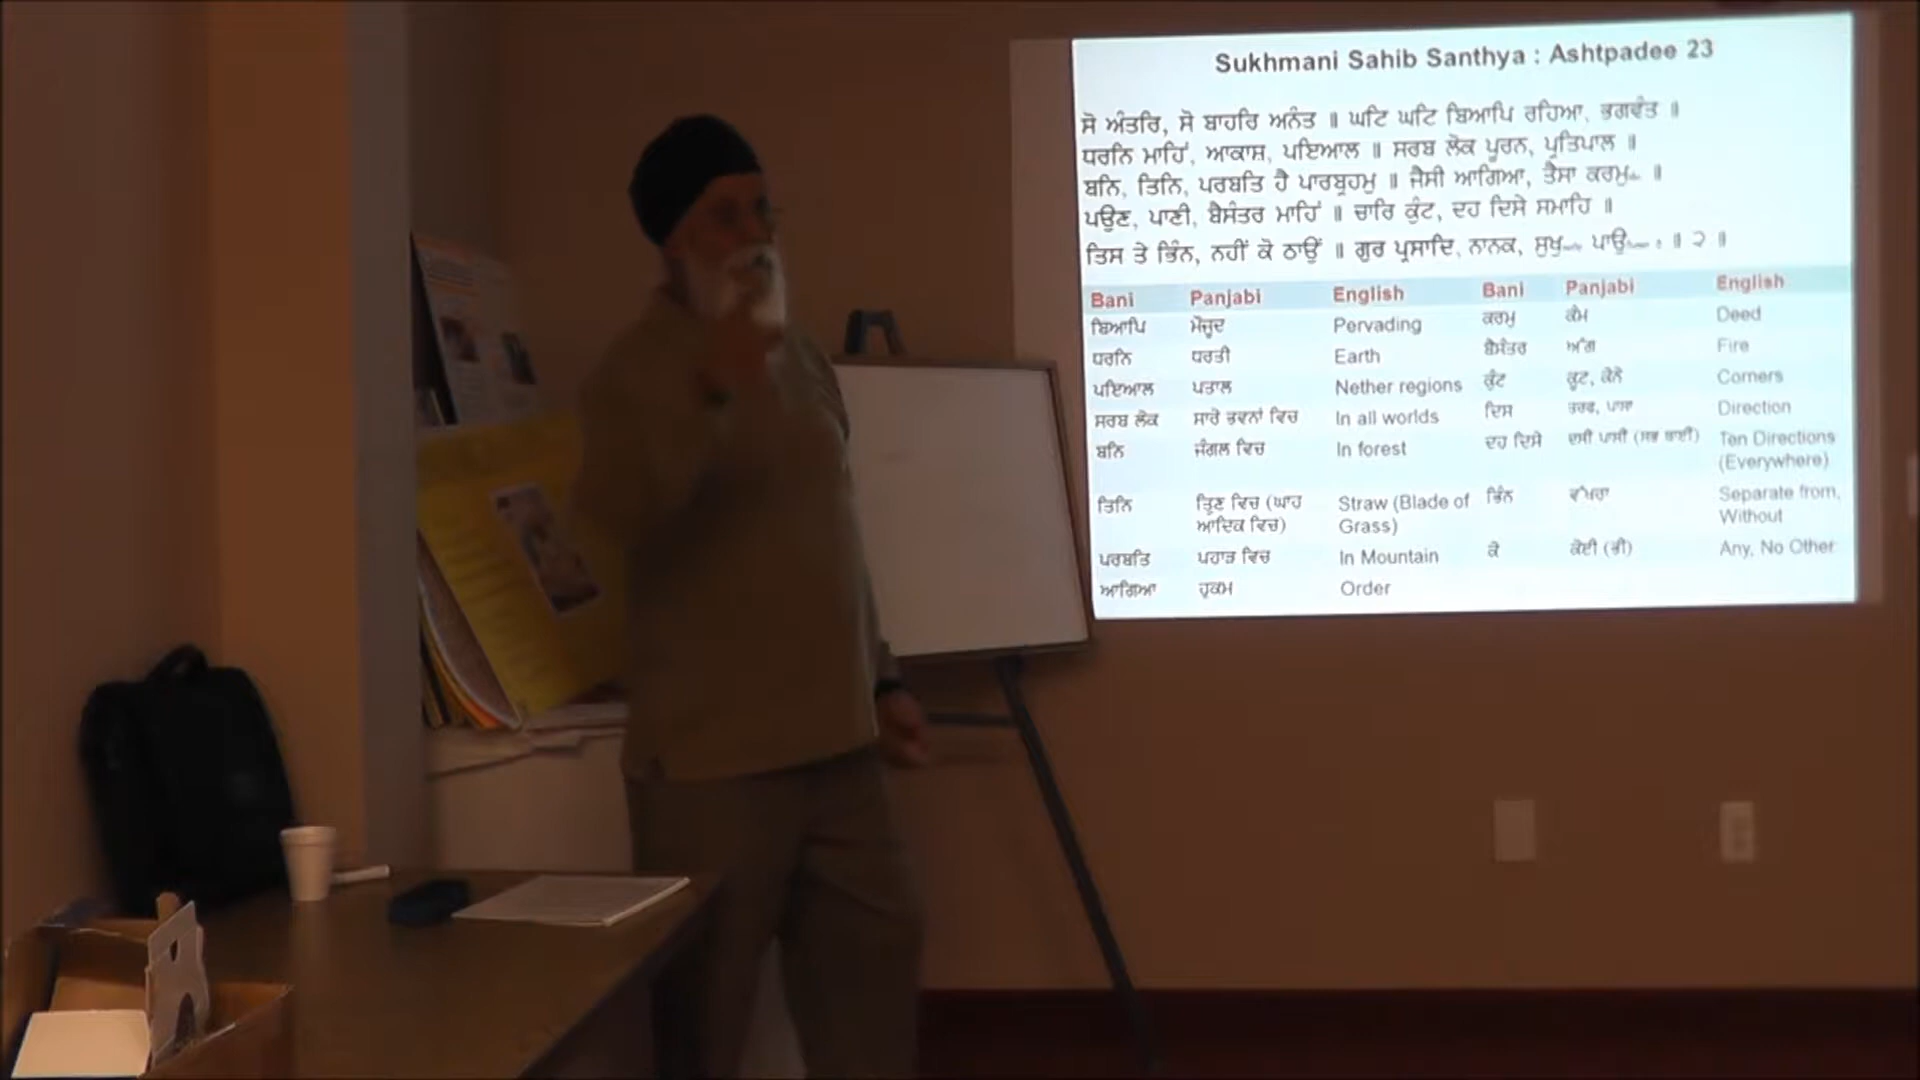 Sukhmani Sahib Santhya : Ashtpadee 23
ਸੋ ਅੰਤਰਿ, ਸੋ ਬਾਹਰਿ ਅਨੰਤ ॥ ਘਟਿ ਘਟਿ ਬਿਆਪਿ ਰਹਿਆ, ਭਗਵੰਤ ॥
ਧਰਨਿ ਮਾਹਿਂ, ਆਕਾਸ਼, ਪਇਆਲ ॥ ਸਰਬ ਲੋਕ ਪੂਰਨ, ਪ੍ਰਤਿਪਾਲ ॥
ਬਨਿ, ਤਿਨਿ, ਪਰਬਤਿ ਹੈ ਪਾਰਬ੍ਰਹਮੁ ॥ ਜੈਸੀ ਆਗਿਆ, ਤੈਸਾ ਕਰਮੁ ॥
ਪਉਣ, ਪਾਣੀ, ਬੈਸੰਤਰ ਮਾਹਿਂ ॥ ਚਾਰਿ ਕੁੰਟ, ਦਹ ਦਿਸੇ ਸਮਾਹਿ ॥
ਤਿਸ ਤੇ ਭਿੰਨ, ਨਹੀਂ ਕੋ ਠਾਉਂ ॥ ਗੁਰ ਪ੍ਰਸਾਦਿ, ਨਾਨਕ, ਸੁਖੁ ਪਾਉ ॥ ੨ ॥
Bani Panjabi English Bani Panjabi English
ਬਿਆਪਿ ਮੌਜੂਦ Pervading ਕਰਮੁ ਕੰਮ Deed
ਧਰਨਿ ਧਰਤੀ Earth ਬੈਸੰਤਰ ਅੱਗ Fire
ਪਇਆਲ ਪਤਾਲ Nether regions ਕੁੰਟ ਕੂਟ, ਕੋਨੇ Corners
ਸਰਬ ਲੋਕ ਸਾਰੇ ਭਵਨਾਂ ਵਿਚ In all worlds ਦਿਸ ਤਰਫ, ਪਾਸਾ Direction
ਬਨਿ ਜੰਗਲ ਵਿਚ In forest ਦਹ ਦਿਸੇ ਦਸੀ ਪਾਸੀ (ਸਭ ਥਾਈਂ) Ten Directions
(Everywhere)
ਤਿਨਿ ਤ੍ਰਿਣ ਵਿਚ (ਘਾਹ Straw (Blade of ਭਿੰਨ ਵੱਖਰਾ Separate from,
ਆਦਿਕ ਵਿਚ) Grass) Without
ਪਰਬਤਿ ਪਹਾੜ ਵਿਚ In Mountain ਕੋ ਕੋਈ (ਭੀ) Any, No Other
ਆਗਿਆ ਹੁਕਮ Order